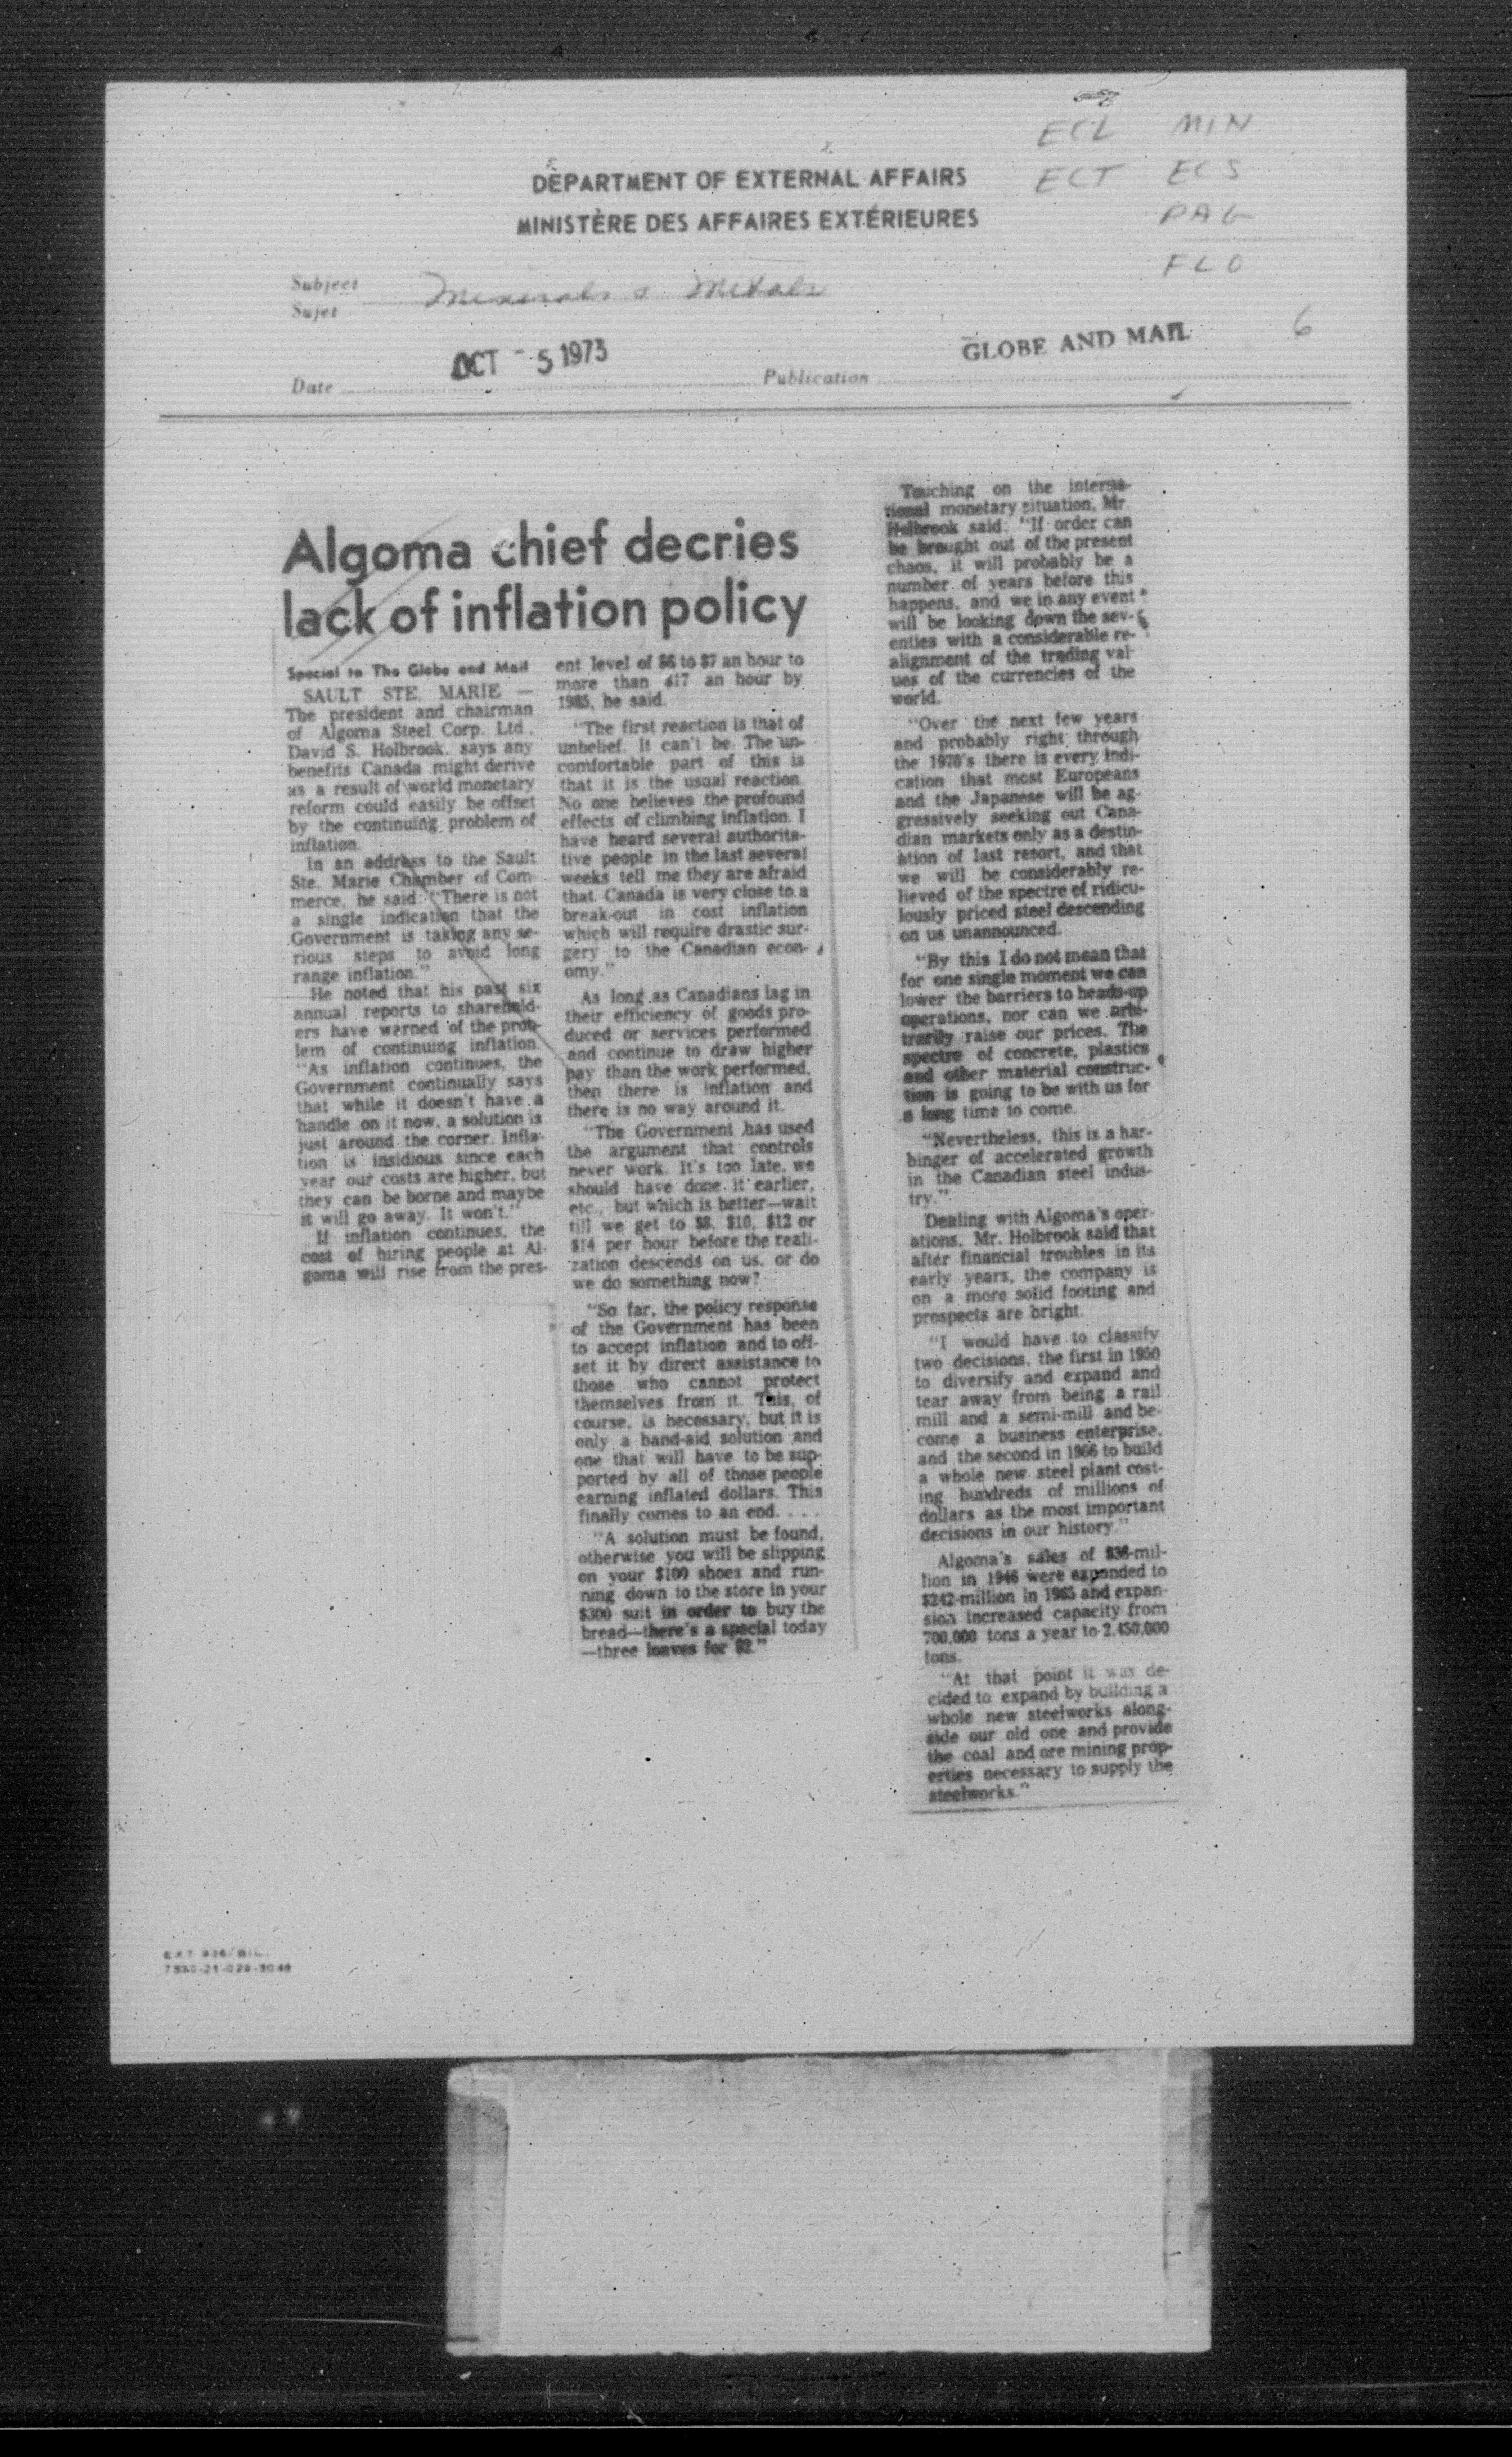 ECL MIN
ECT ECS
PAG
FLO
DEPARTMENT OF EXTERNAL AFFAIRS
MINISTÈRE DES AFFAIRES EXTÉRIEURES
Subject
Sujet
Minerals & Metals
6
OCT - 5 1973
GLOBE AND MAIL
Date
Publication
Algoma chief decries
lack of inflation policy
Special to The Globe and Mail
SAULT STE. MARIE —
The president and chairman
of Algoma Steel Corp. Ltd.,
David S. Holbrook, says any
benefits Canada might derive
as a result of world monetary
reform could easily be offset
by the continuing problem of
inflation.
In an address to the Sault
Ste. Marie Chamber of Com-
merce, he said: "There is not
a single indication that the
Government is taking any se-
rious steps to avoid long
range inflation."
He noted that his past six
annual reports to sharehold-
ers have warned of the prob-
lem of continuing inflation.
"As inflation continues, the
Government continually says
that while it doesn't have a
handle on it now, a solution is
just around the corner. Infla-
tion is insidious since each
year our costs are higher, but
they can be borne and maybe
it will go away. It won't."
If inflation continues, the
cost of hiring people at Al-
goma will rise from the pres-
ent level of $6 to $7 an hour to
more than $17 an hour by
1985, he said.
"The first reaction is that of
unbelief. It can't be. The un-
comfortable part of this is
that it is the usual reaction.
No one believes the profound
effects of climbing inflation. I
have heard several authorita-
tive people in the last several
weeks tell me they are afraid
that Canada is very close to a
break-out in cost inflation
which will require drastic sur-
gery to the Canadian econ-
omy."
As long as Canadians lag in
their efficiency of goods pro-
duced or services performed
and continue to draw higher
pay than the work performed,
then there is inflation and
there is no way around it.
"The Government has used
the argument that controls
never work. It's too late, we
should have done it earlier,
etc., but which is better—wait
till we get to $8, $10, $12 or
$14 per hour before the reali-
zation descends on us, or do
we do something now?
"So far, the policy response
of the Government has been
to accept inflation and to off-
set it by direct assistance to
those who cannot protect
themselves from it. This, of
course, is necessary, but it is
only a band-aid solution and
one that will have to be sup-
ported by all of those people
earning inflated dollars. This
finally comes to an end. . . .
"A solution must be found,
otherwise you will be slipping
on your $100 shoes and run-
ning down to the store in your
$300 suit in order to buy the
bread—there's a special today
—three loaves for $2."
Touching on the interna-
tional monetary situation, Mr.
Holbrook said: "If order can
be brought out of the present
chaos, it will probably be a
number of years before this
happens, and we in any event
will be looking down the sev-
enties with a considerable re-
alignment of the trading val-
ues of the currencies of the
world.
"Over the next few years
and probably right through
the 1970's there is every indi-
cation that most Europeans
and the Japanese will be ag-
gressively seeking out Cana-
dian markets only as a destin-
ation of last resort, and that
we will be considerably re-
lieved of the spectre of ridicu-
lously priced steel descending
on us unannounced.
"By this I do not mean that
for one single moment we can
lower the barriers to heads-up
operations, nor can we arbi-
trarily raise our prices. The
spectre of concrete, plastics
and other material construc-
tion is going to be with us for
a long time to come.
"Nevertheless, this is a har-
binger of accelerated growth
in the Canadian steel indus-
try."
Dealing with Algoma's oper-
ations, Mr. Holbrook said that
after financial troubles in its
early years, the company is
on a more solid footing and
prospects are bright.
"I would have to classify
two decisions, the first in 1950
to diversify and expand and
tear away from being a rail
mill and a semi-mill and be-
come a business enterprise,
and the second in 1966 to build
a whole new steel plant cost-
ing hundreds of millions of
dollars as the most important
decisions in our history."
Algoma's sales of $36-mil-
lion in 1946 were expanded to
$242-million in 1965 and expan-
sion increased capacity from
700,000 tons a year to 2,450,000
tons.
"At that point it was de-
cided to expand by building a
whole new steelworks along-
side our old one and provide
the coal and ore mining prop-
erties necessary to supply the
steelworks."
EXT 936/BIL.
7530-21-029-